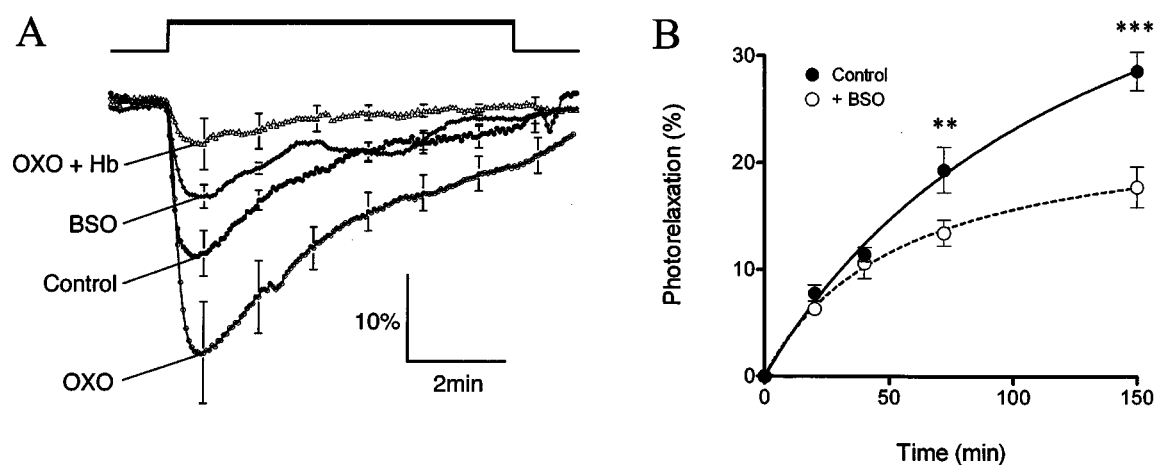 A
OXO + Hb
BSO
Control
OXO
10%
2min
B
Control
+ BSO
**
***
Photorelaxation (%)
30
20
10
0
0
50
100
150
Time (min)